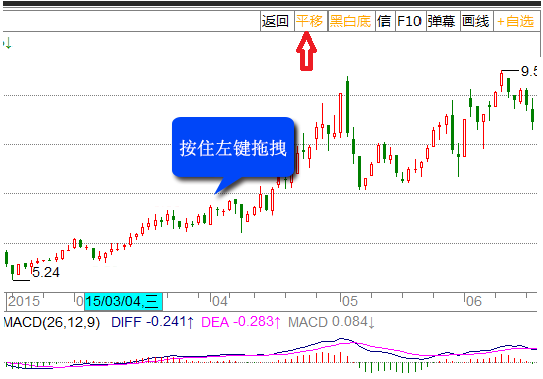 返回 平移 黑白底 信 F10 弹幕 画线 +自选
↓
9.5
按住左键拖拽
5.24
2015 0 15/03/04,三 04 05 06
MACD(26,12,9) DIFF -0.241↑ DEA -0.283↑ MACD 0.084↓